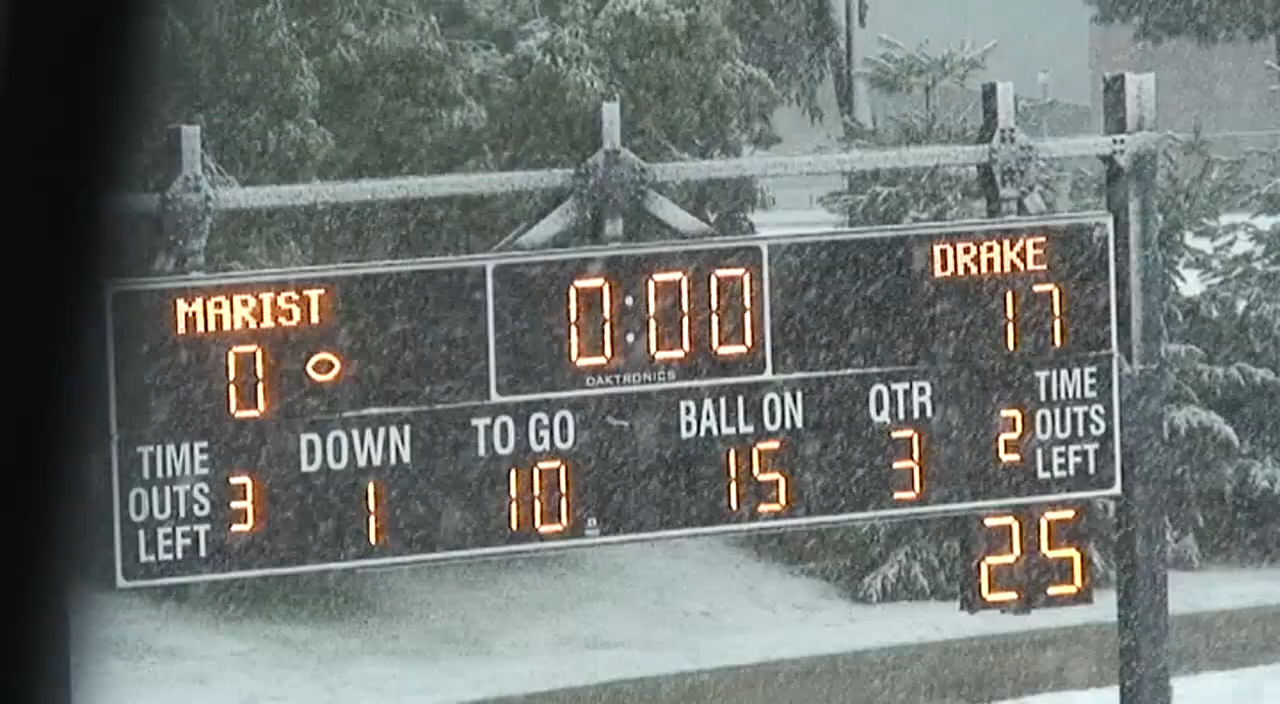 MARIST
0
0:00
DAKTRONICS
DRAKE
17
TIME
OUTS
LEFT
3
DOWN
1
TO GO
10
BALL ON
15
QTR
3
2
TIME
OUTS
LEFT
25